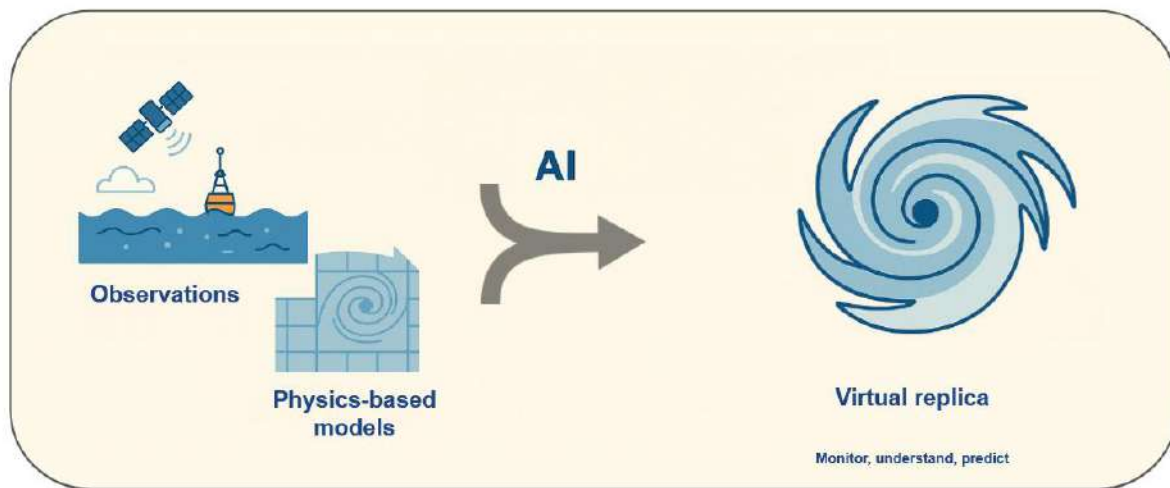 AI
Observations
Physics-based
models
Virtual replica
Monitor, understand, predict